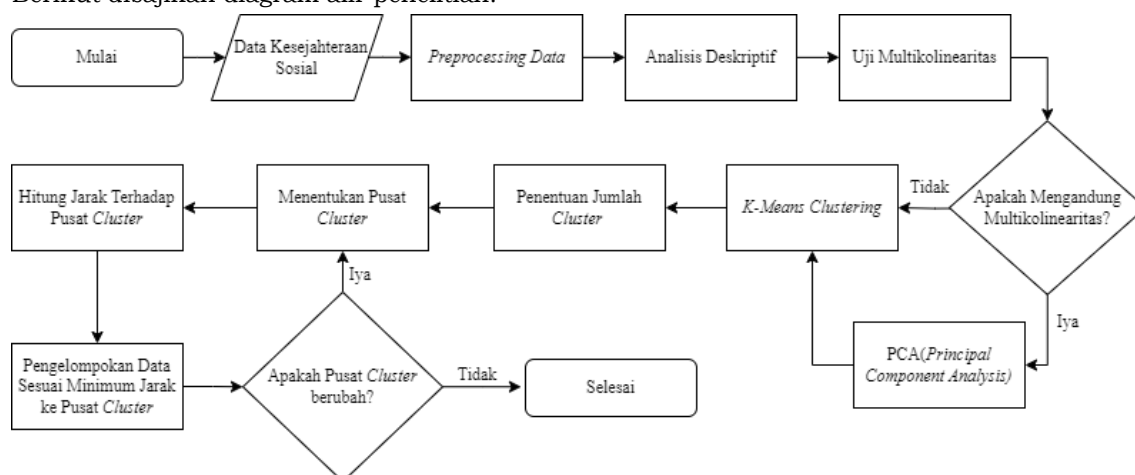 Berikut disajikan diagram alir penelitian.
Mulai
Data Kesejahteraan
Sosial
Preprocessing Data
Analisis Deskriptif
Uji Multikolinearitas
Apakah Mengandung
Multikolinearitas?
Tidak
Iya
PCA(Principal
Component Analysis)
K-Means Clustering
Penentuan Jumlah
Cluster
Menentukan Pusat
Cluster
Hitung Jarak Terhadap
Pusat Cluster
Pengelompokan Data
Sesuai Minimum Jarak
ke Pusat Cluster
Apakah Pusat Cluster
berubah?
Iya
Tidak
Selesai